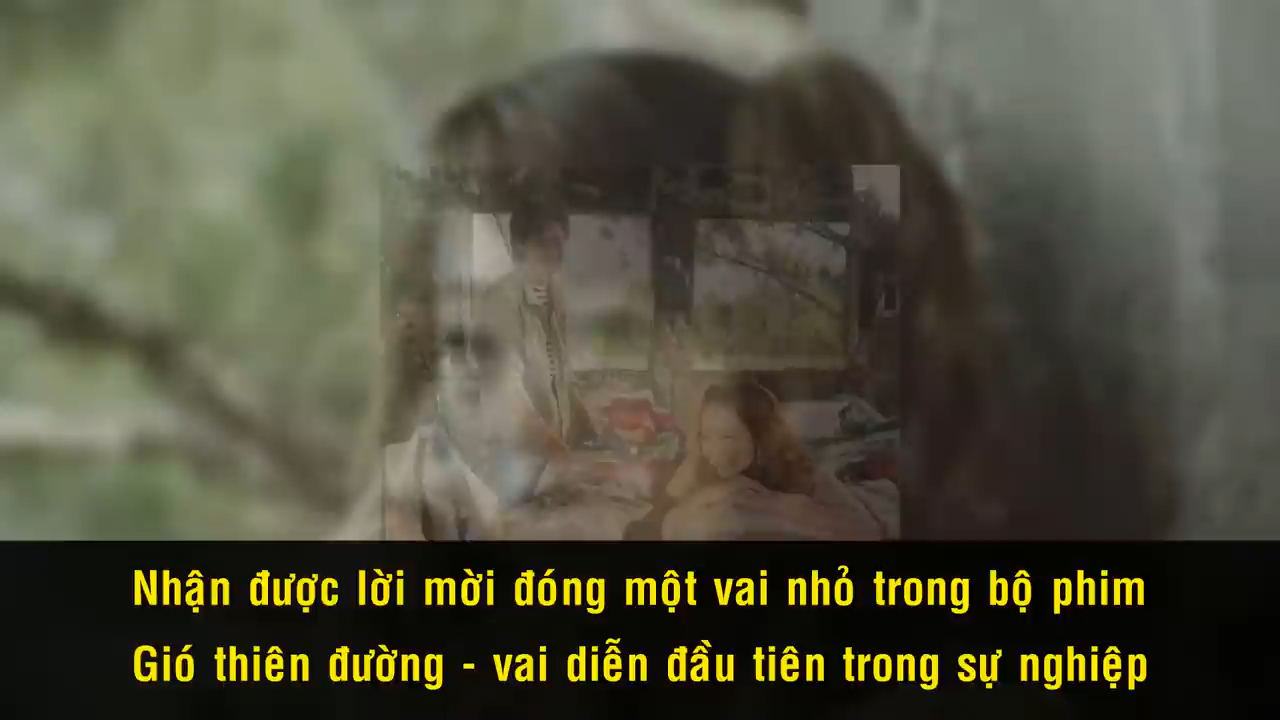 Nhận được lời mời đóng một vai nhỏ trong bộ phim
Gió thiên đường - vai diễn đầu tiên trong sự nghiệp